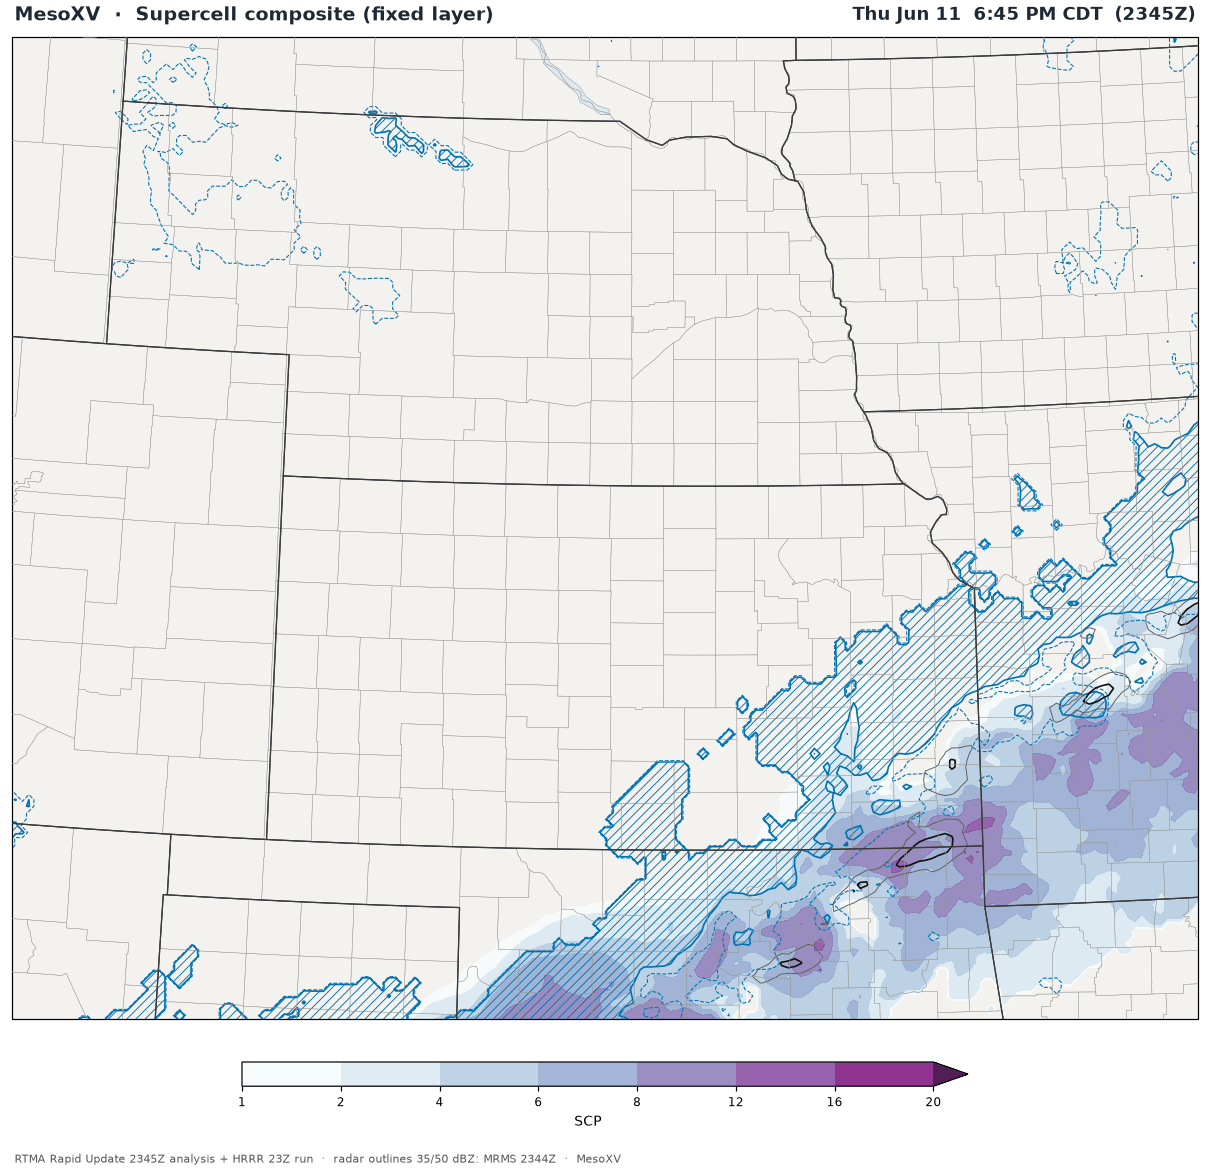 MesoXV · Supercell composite (fixed layer)
Thu Jun 11 6:45 PM CDT (2345Z)
1 2 4 6 8 12 16 20
SCP
RTMA Rapid Update 2345Z analysis + HRRR 23Z run · radar outlines 35/50 dBZ: MRMS 2344Z · MesoXV